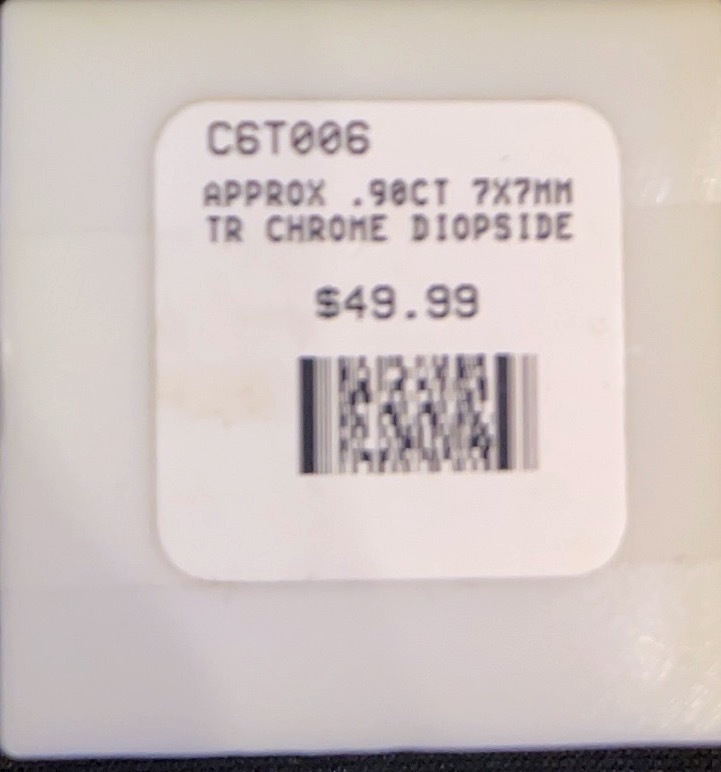 C6T006
APPROX .90CT 7X7MM
TR CHROME DIOPSIDE
$49.99